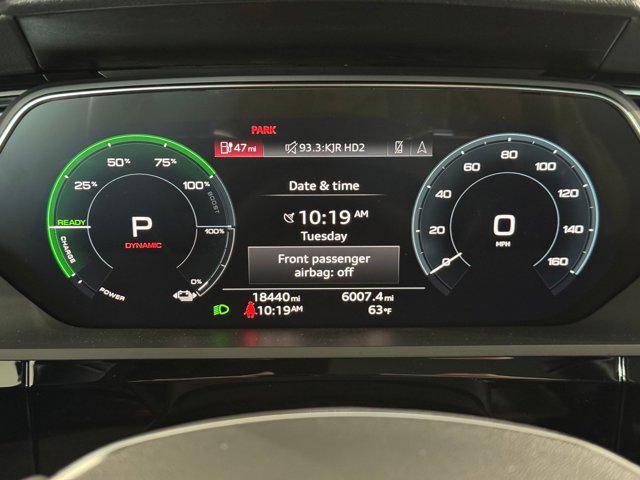 PARK
47 mi
93.3:KJR HD2
25% 50% 75% 100%
BOOST
READY
CHARGE
POWER
P
DYNAMIC
100%
0%
Date & time
10:19 AM
Tuesday
Front passenger
airbag: off
18440 mi 6007.4 mi
10:19 AM 63°F
0 20 40 60 80 100 120 140 160
0
MPH